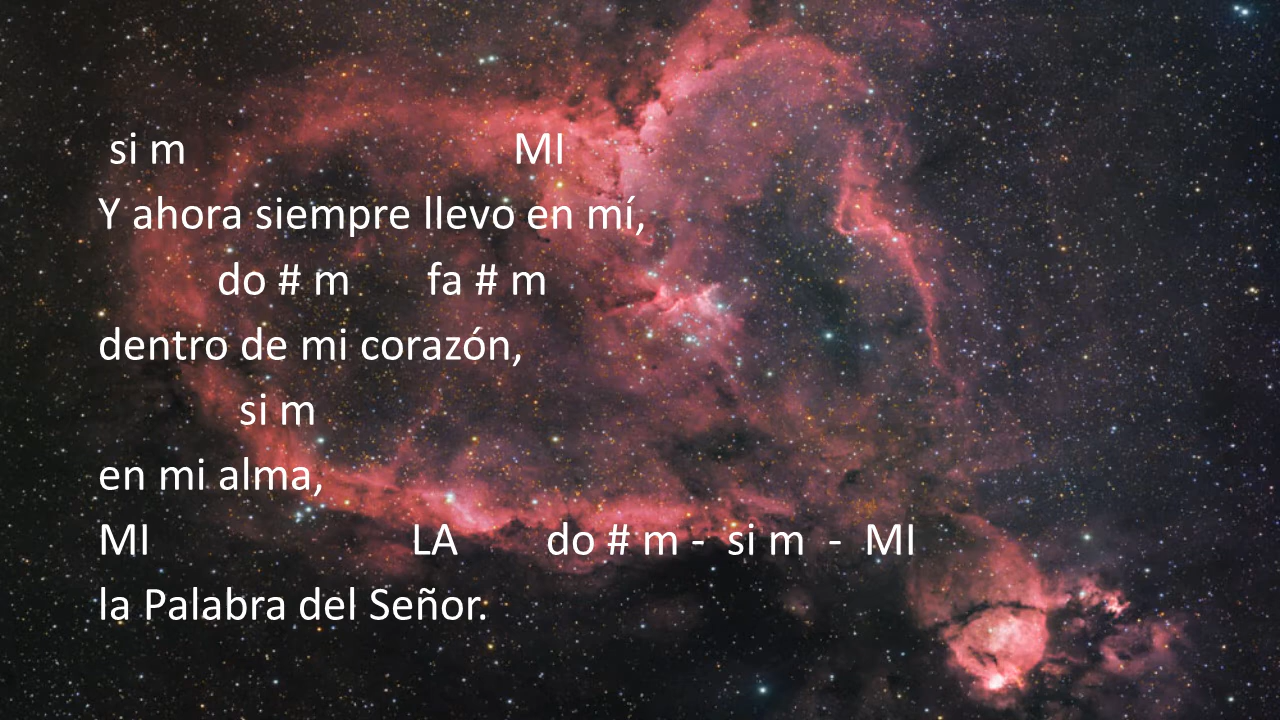 si m MI
Y ahora siempre llevo en mí,
do # m fa # m
dentro de mi corazón,
si m
en mi alma,
MI LA do # m - si m - MI
la Palabra del Señor.